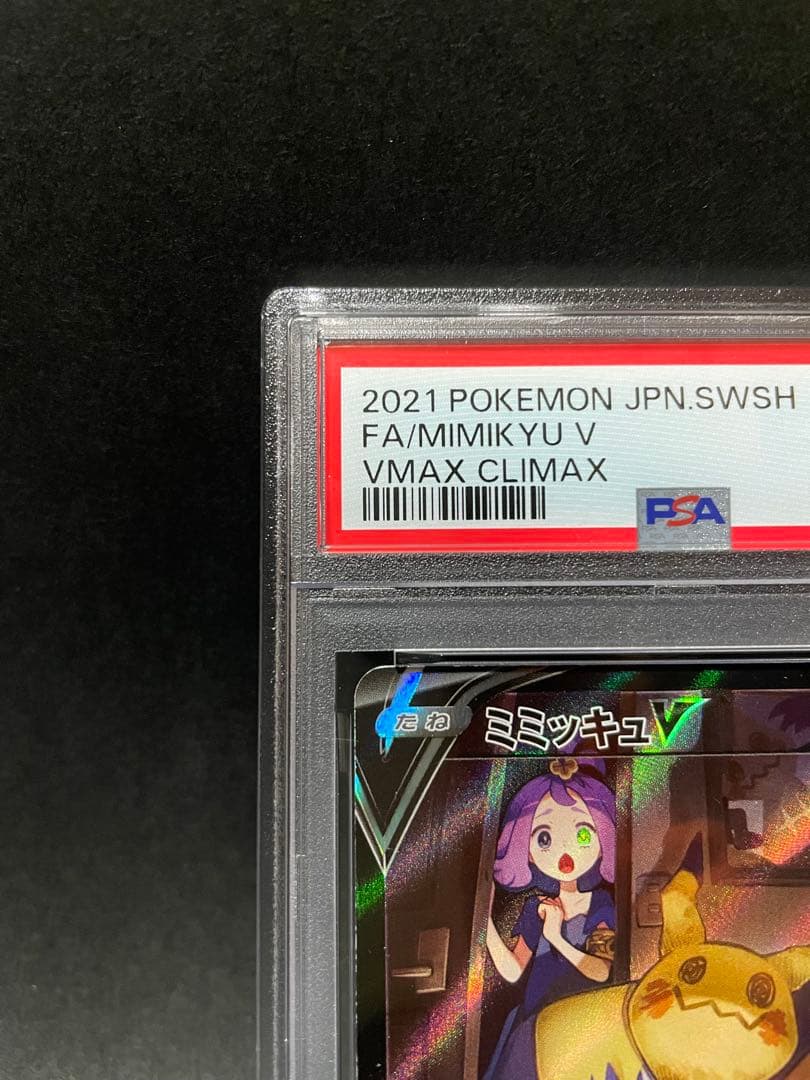 2021 POKEMON JPN.SWSH
FA/MIMIKYU V
VMAX CLIMAX
PSA
たね ミミッキュV